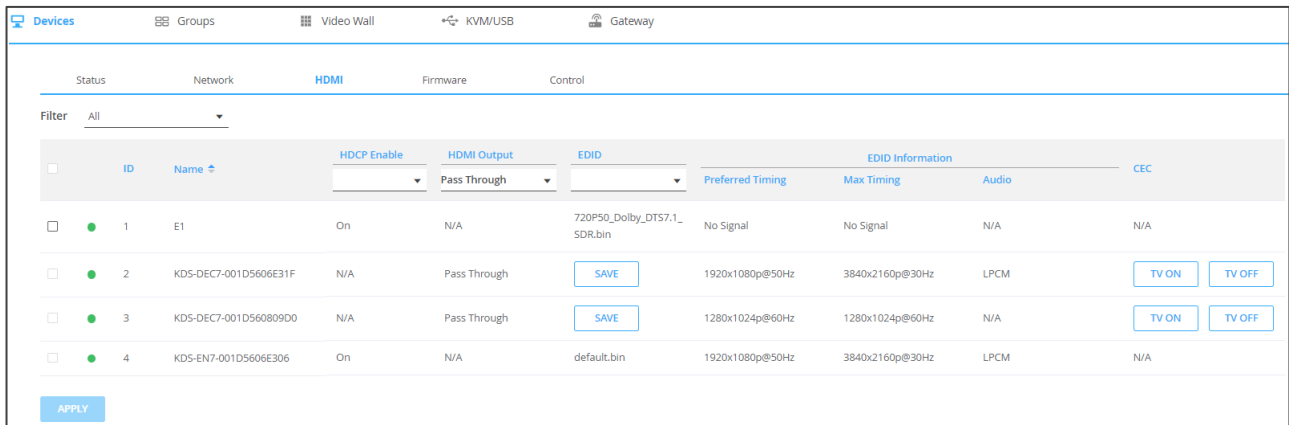 Devices Groups Video Wall KVM/USB Gateway
Status Network HDMI Firmware Control
Filter All
HDCP Enable HDMI Output EDID EDID Information
ID Name CEC
Pass Through Preferred Timing Max Timing Audio
1 E1 On N/A 720P50_Dolby_DTS7.1_ No Signal No Signal N/A N/A
SDR.bin
2 KDS-DEC7-001D5606E31F N/A Pass Through SAVE 1920x1080p@50Hz 3840x2160p@30Hz LPCM TV ON TV OFF
3 KDS-DEC7-001D560809D0 N/A Pass Through SAVE 1280x1024p@60Hz 1280x1024p@60Hz N/A TV ON TV OFF
4 KDS-EN7-001D5606E306 On N/A default.bin 1920x1080p@50Hz 3840x2160p@30Hz LPCM N/A
APPLY